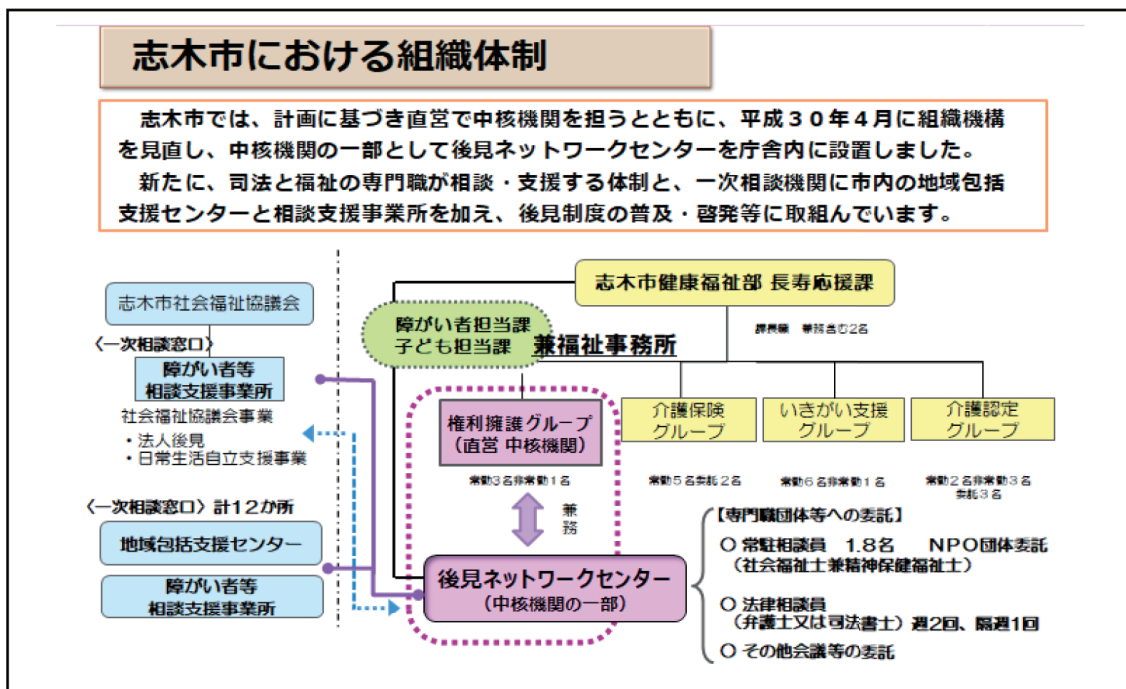 志木市における組織体制
志木市では、計画に基づき直営で中核機関を担うとともに、平成３０年４月に組織機構
を見直し、中核機関の一部として後見ネットワークセンターを庁舎内に設置しました。
新たに、司法と福祉の専門職が相談・支援する体制と、一次相談機関に市内の地域包括
支援センターと相談支援事業所を加え、後見制度の普及・啓発等に取組んでいます。
志木市健康福祉部 長寿応援課
課長職　兼務含む2名
志木市社会福祉協議会
〈一次相談窓口〉
障がい者等
相談支援事業所
社会福祉協議会事業
・法人後見
・日常生活自立支援事業
〈一次相談窓口〉計１２か所
地域包括支援センター
障がい者等
相談支援事業所
障がい者担当課
子ども担当課
兼福祉事務所
権利擁護グループ
（直営 中核機関）
常勤３名非常勤１名
介護保険
グループ
常勤５名委託２名
いきがい支援
グループ
常勤６名非常勤１名
介護認定
グループ
常勤２名非常勤３名
委託３名
兼
務
後見ネットワークセンター
（中核機関の一部）
【専門職団体等への委託】
〇 常駐相談員　1.8名　　ＮＰＯ団体委託
（社会福祉士兼精神保健福祉士）
〇 法律相談員
（弁護士又は司法書士）週2回、隔週1回
〇 その他会議等の委託